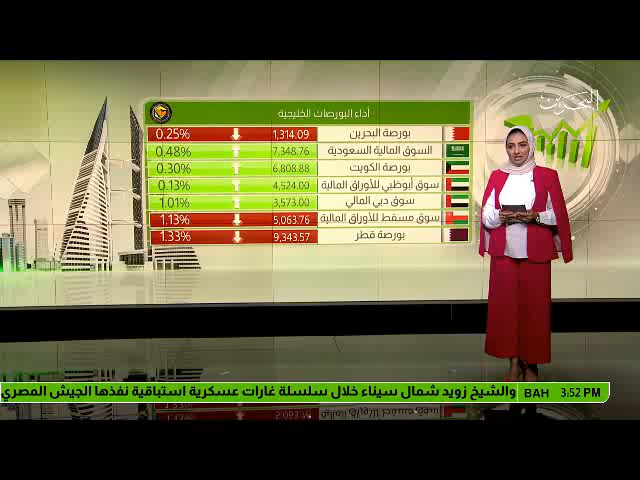 البحرين
أداء البورصات الخليجية
بورصة البحرين 1,314.09 0.25%
السوق المالية السعودية 7,348.76 0.48%
بورصة الكويت 6,808.88 0.30%
سوق أبوظبي للأوراق المالية 4,524.00 0.13%
سوق دبي المالي 3,573.00 1.01%
سوق مسقط للأوراق المالية 5,063.76 1.13%
بورصة قطر 9,343.57 1.33%
والشيخ زويد شمال سيناء خلال سلسلة غارات عسكرية استباقية نفذها الجيش المصري
BAH 3:52 PM